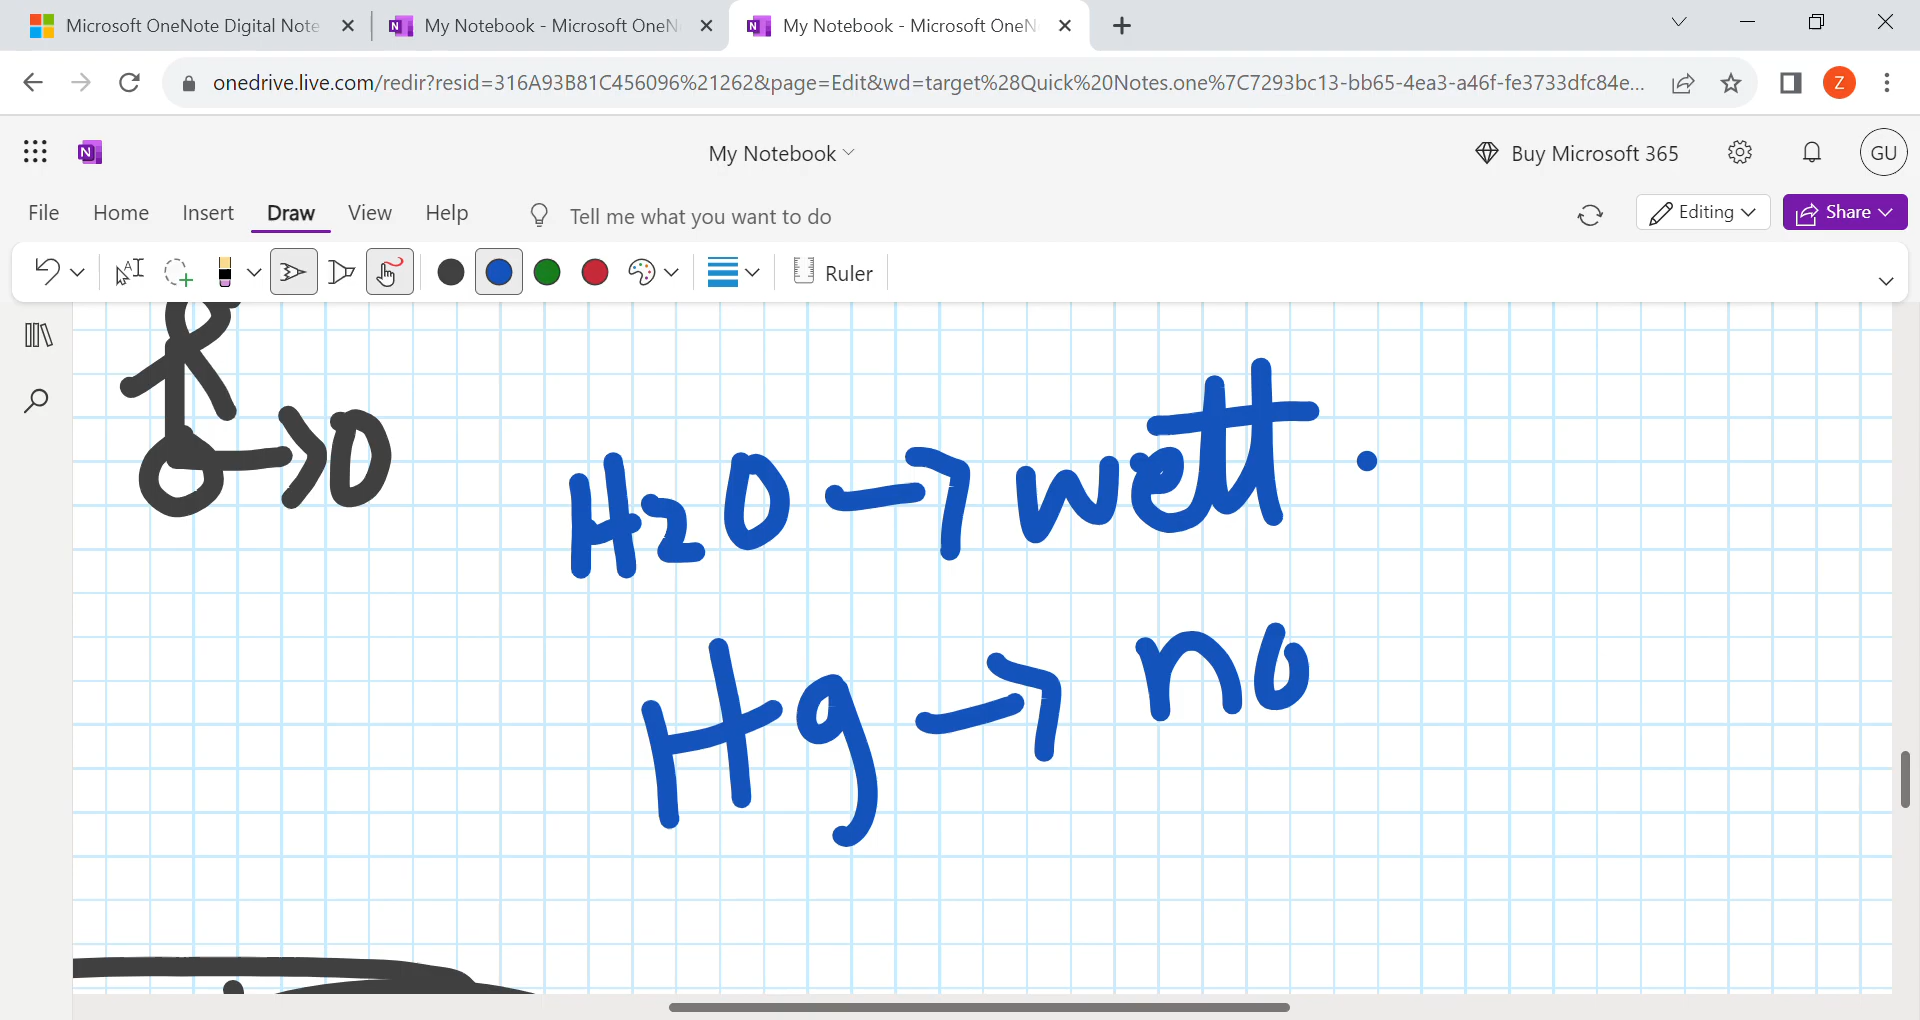 Microsoft OneNote Digital Note
My Notebook - Microsoft OneN
My Notebook - Microsoft OneN
onedrive.live.com/redir?resid=316A93B81C456096%21262&page=Edit&wd=target%28Quick%20Notes.one%7C7293bc13-bb65-4ea3-a46f-fe3733dfc84e...
Z
My Notebook
Buy Microsoft 365
GU
File Home Insert Draw View Help
Tell me what you want to do
Editing
Share
Ruler
H2O → wett.
Hg → no